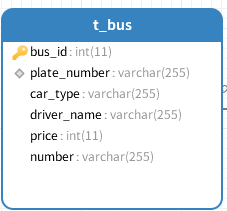 t_bus
bus_id : int(11)
plate_number : varchar(255)
car_type : varchar(255)
driver_name : varchar(255)
price : int(11)
number : varchar(255)